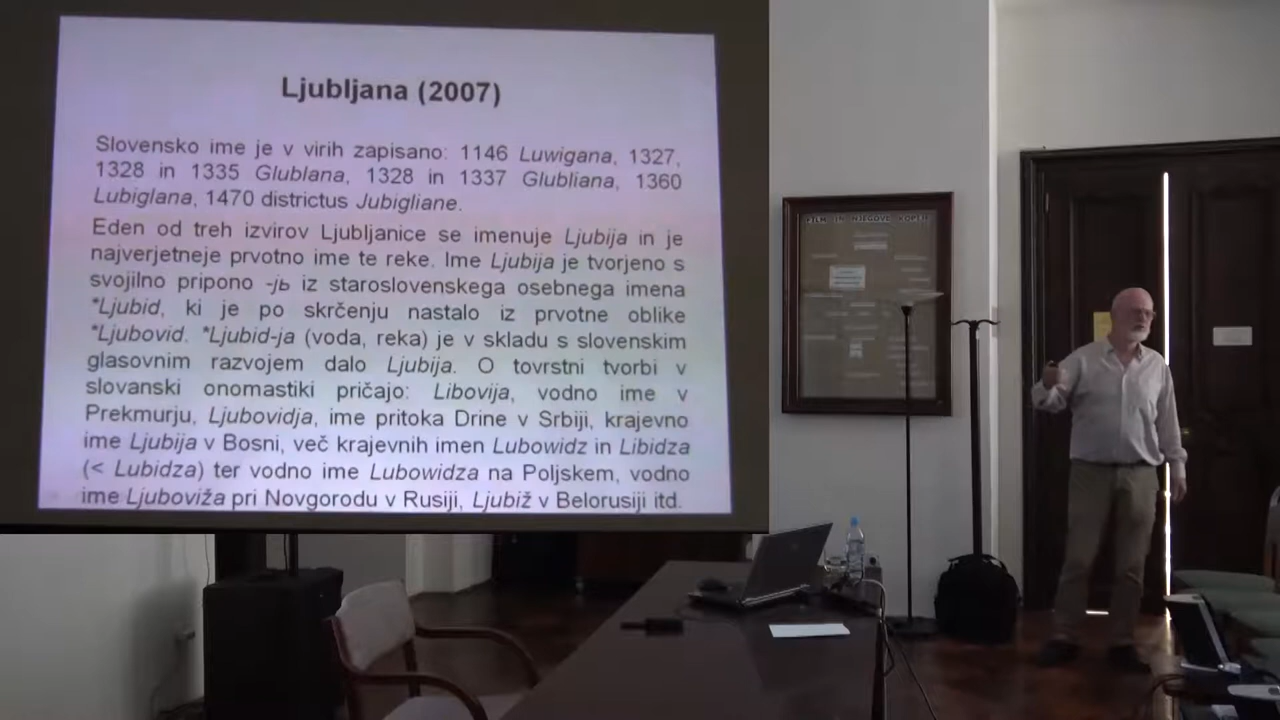 Ljubljana (2007)
Slovensko ime je v virih zapisano: 1146 Luwigana, 1327,
1328 in 1335 Glublana, 1328 in 1337 Glubliana, 1360
Lubiglana, 1470 districtus Jubigliane.
Eden od treh izvirov Ljubljanice se imenuje Ljubija in je
najverjetneje prvotno ime te reke. Ime Ljubija je tvorjeno s
svojilno pripono -jь iz staroslovenskega osebnega imena
*Ljubid, ki je po skrčenju nastalo iz prvotne oblike
*Ljubovid. *Ljubid-ja (voda, reka) je v skladu s slovenskim
glasovnim razvojem dalo Ljubija. O tovrstni tvorbi v
slovanski onomastiki pričajo: Libovija, vodno ime v
Prekmurju, Ljubovidja, ime pritoka Drine v Srbiji, krajevno
ime Ljubija v Bosni, več krajevnih imen Lubowidz in Libidza
(< Lubidza) ter vodno ime Lubowidza na Poljskem, vodno
ime Ljuboviža pri Novgorodu v Rusiji, Ljubiž v Belorusiji itd.
FILM IN NJEGOVE KOPIJE